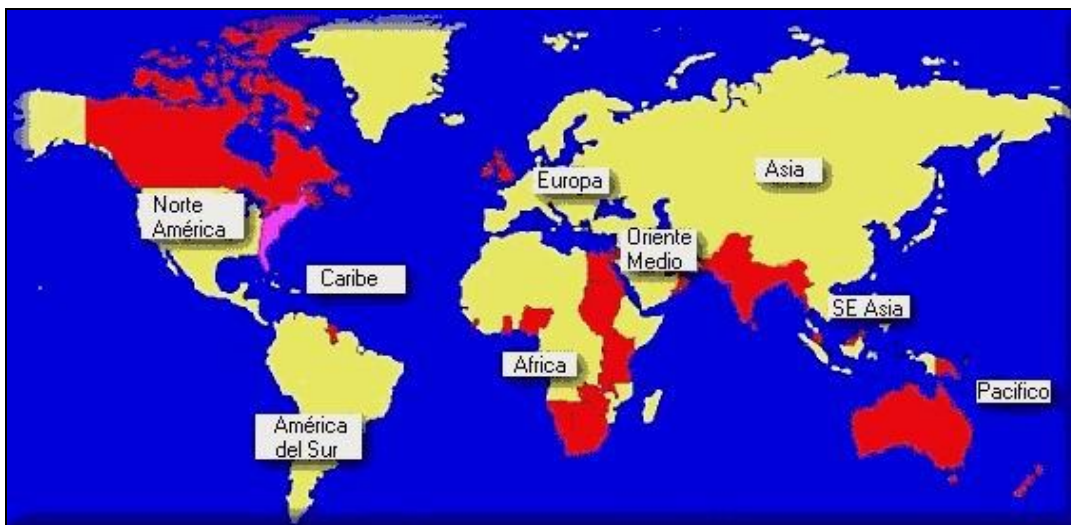 Norte
América
Caribe
América
del Sur
Europa
Africa
Oriente
Medio
Asia
SE Asia
Pacifico